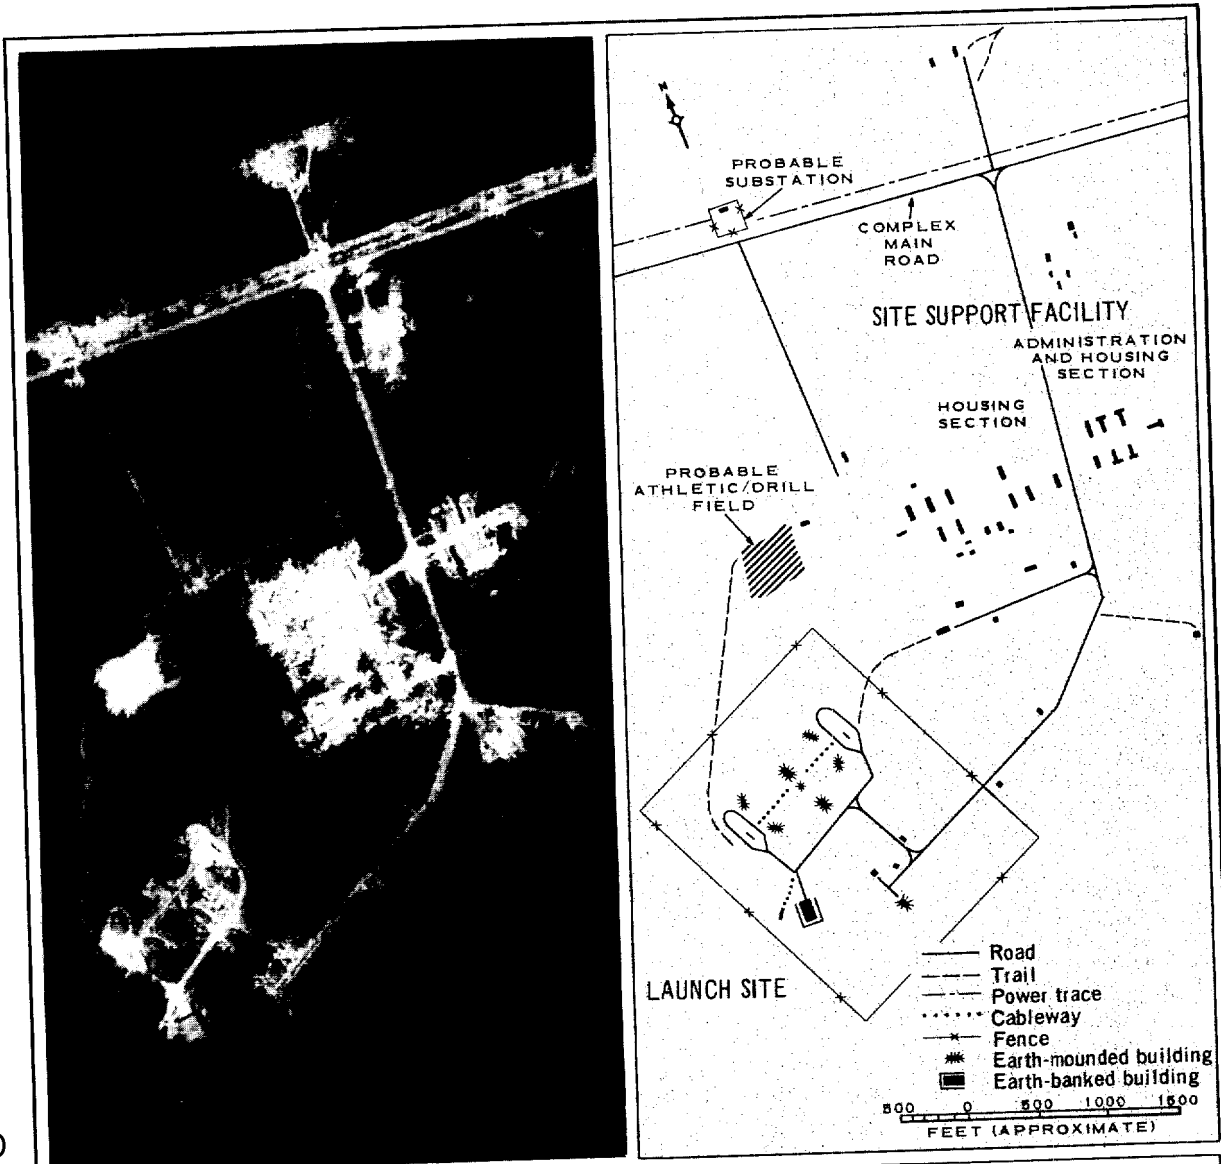 N
PROBABLE
SUBSTATION
COMPLEX
MAIN
ROAD
SITE SUPPORT FACILITY
ADMINISTRATION
AND HOUSING
SECTION
HOUSING
SECTION
PROBABLE
ATHLETIC/DRILL
FIELD
LAUNCH SITE
Road
Trail
Power trace
Cableway
Fence
Earth-mounded building
Earth-banked building
500 0 500 1000 1500
FEET (APPROXIMATE)